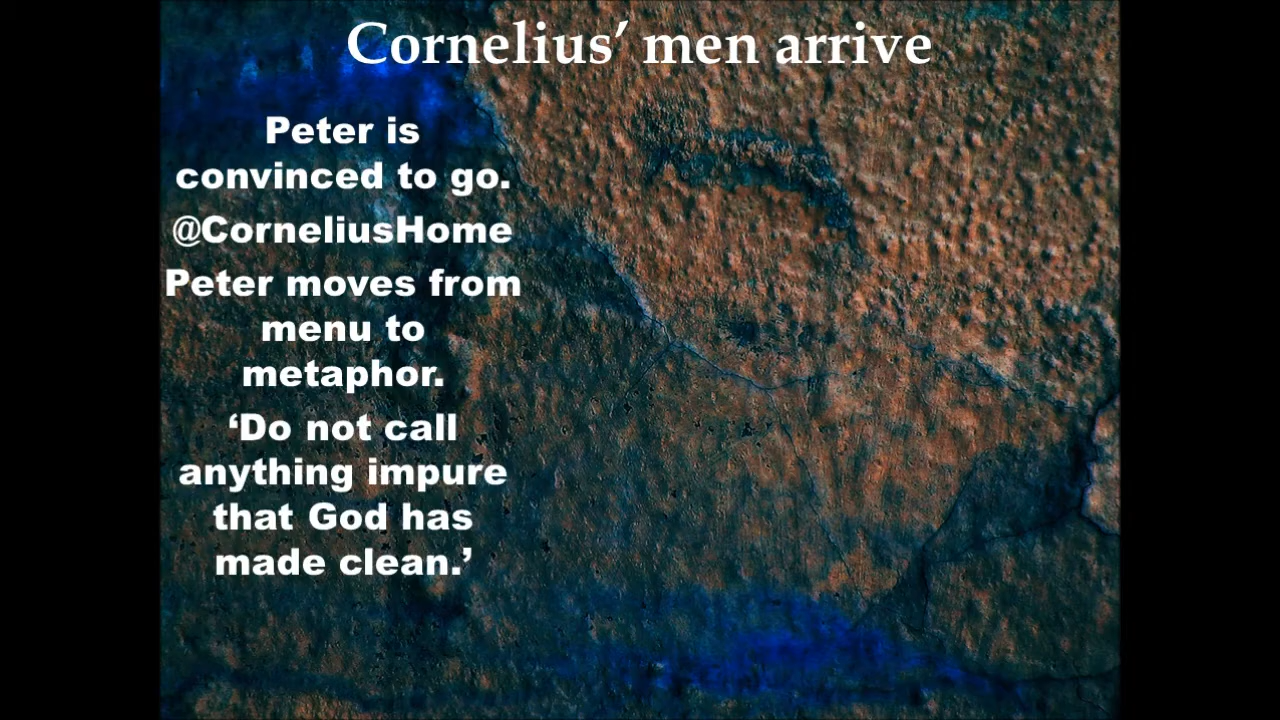 Cornelius’ men arrive
Peter is
convinced to go.
@CorneliusHome
Peter moves from
menu to
metaphor.
‘Do not call
anything impure
that God has
made clean.’